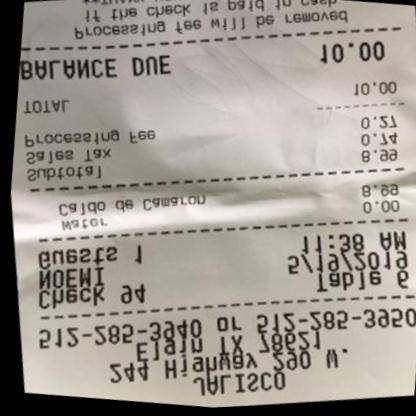 JALISCO
244 Highway 290 W.
Elgin TX 78621
512-285-3940 or 512-285-3950
Check 94 Table 6
NOEMI 5/19/2019
Guests 1 11:38 AM
Water 0.00
Caldo de Camaron 8.99
Subtotal 8.99
Sales Tax 0.74
Processing Fee 0.27
TOTAL 10.00
BALANCE DUE 10.00
Processing Fee will be removed
if the check is paid in cash